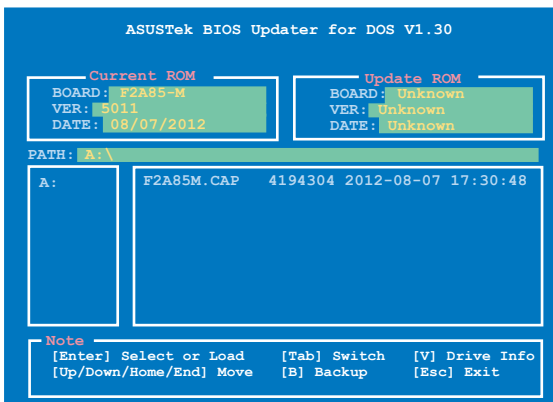 ASUSTek BIOS Updater for DOS V1.30
Current ROM
BOARD: F2A85-M
VER: 5011
DATE: 08/07/2012
Update ROM
BOARD: Unknown
VER: Unknown
DATE: Unknown
PATH: A:\
A:
F2A85M.CAP 4194304 2012-08-07 17:30:48
Note
[Enter] Select or Load [Tab] Switch [V] Drive Info
[Up/Down/Home/End] Move [B] Backup [Esc] Exit